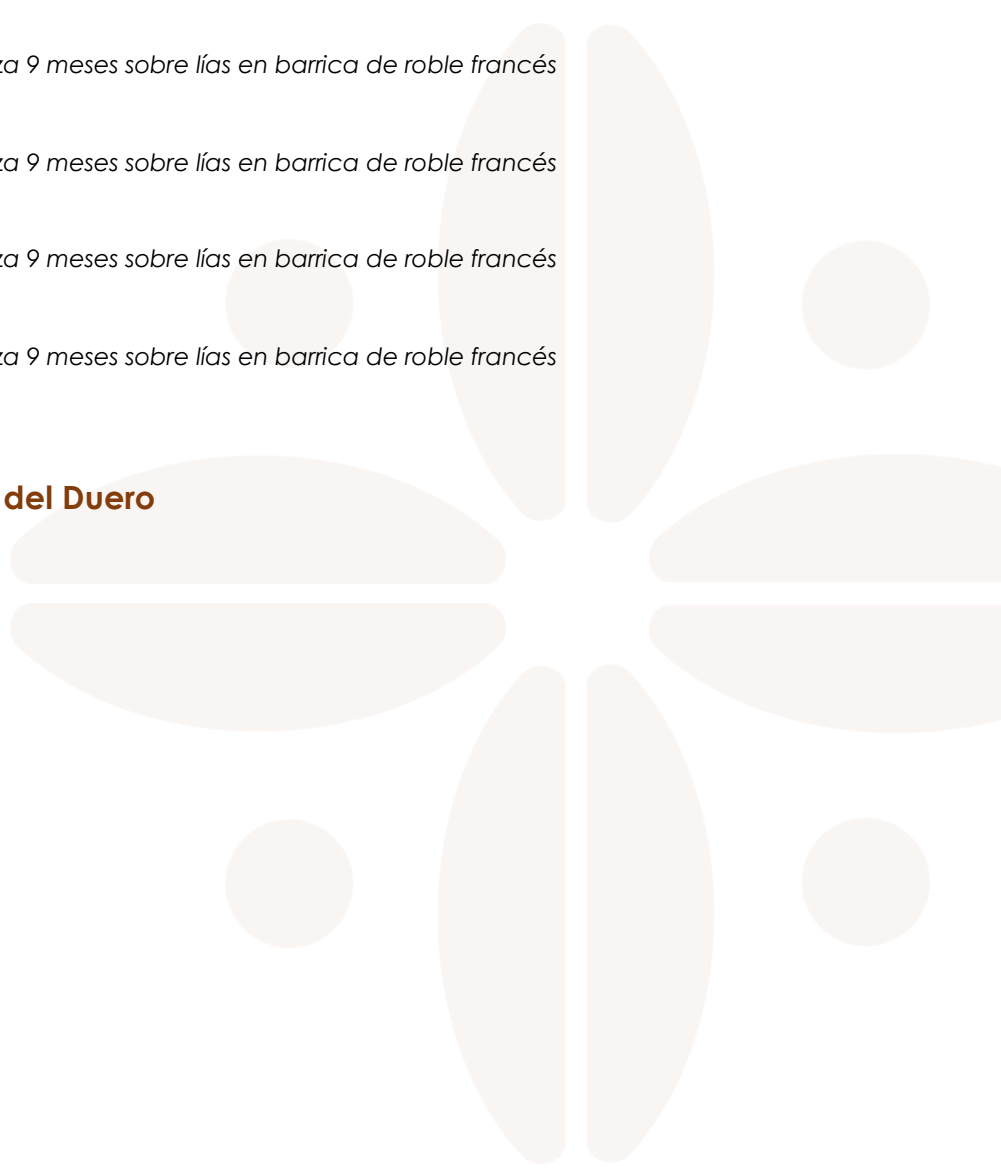 za 9 meses sobre lías en barrica de roble francés
za 9 meses sobre lías en barrica de roble francés
za 9 meses sobre lías en barrica de roble francés
za 9 meses sobre lías en barrica de roble francés
del Duero